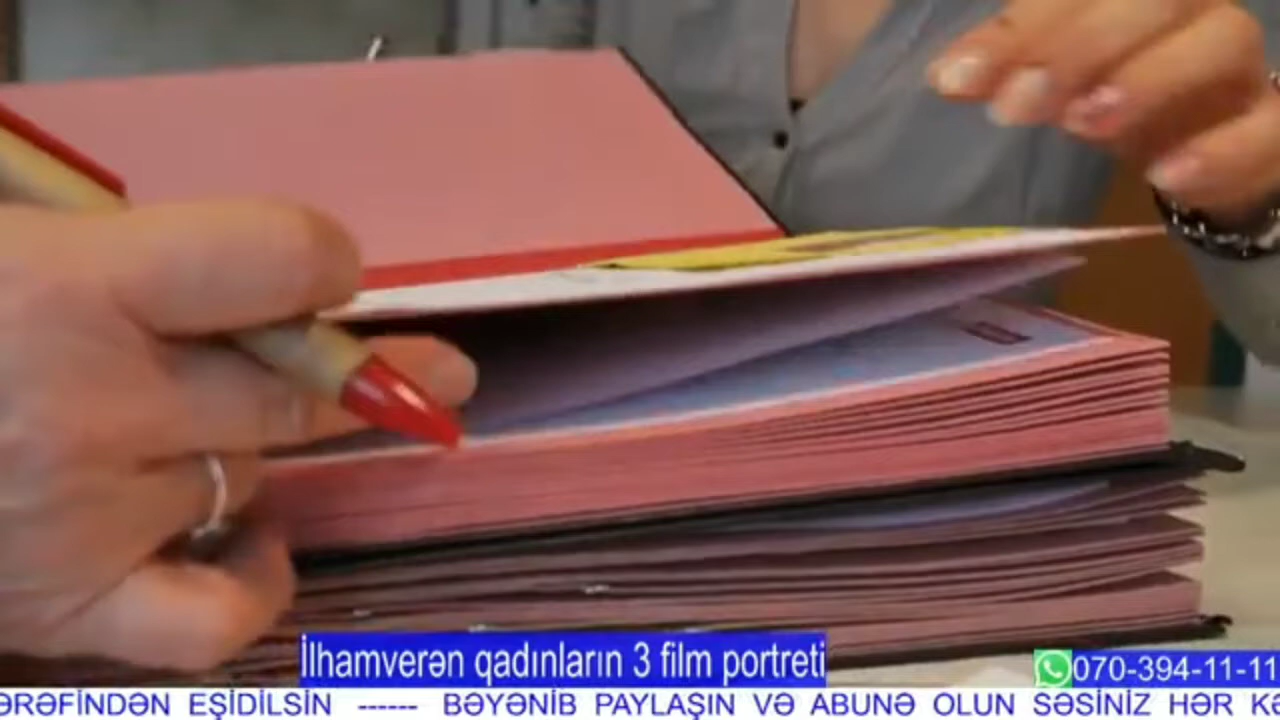 İlhamverən qadınların 3 film portreti
070-394-11-11
ƏRƏFİNDƏN EŞİDİLSİN ------ BƏYƏNİB PAYLAŞIN VƏ ABUNƏ OLUN SƏSİNİZ HƏR KƏ